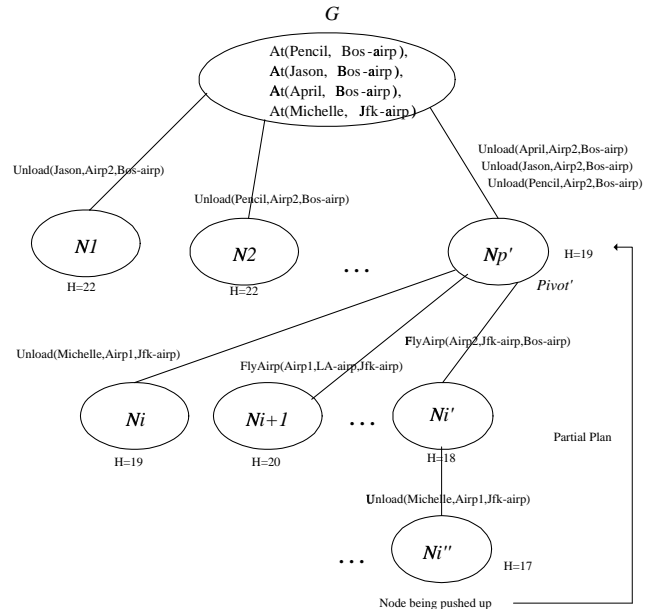 G
At(Pencil, Bos-airp),
At(Jason, Bos-airp),
At(April, Bos-airp),
At(Michelle, Jfk-airp)
Unload(April,Airp2,Bos-airp)
Unload(Jason,Airp2,Bos-airp)
Unload(Pencil,Airp2,Bos-airp)
Unload(Jason,Airp2,Bos-airp)
Unload(Pencil,Airp2,Bos-airp)
N1
N2
...
Np'
H=19
H=22
H=22
Pivot'
Unload(Michelle,Airp1,Jfk-airp)
FlyAirp(Airp1,LA-airp,Jfk-airp)
FlyAirp(Airp2,Jfk-airp,Bos-airp)
Ni
Ni+1
...
Ni'
Partial Plan
H=19
H=20
H=18
Unload(Michelle,Airp1,Jfk-airp)
...
Ni''
H=17
Node being pushed up